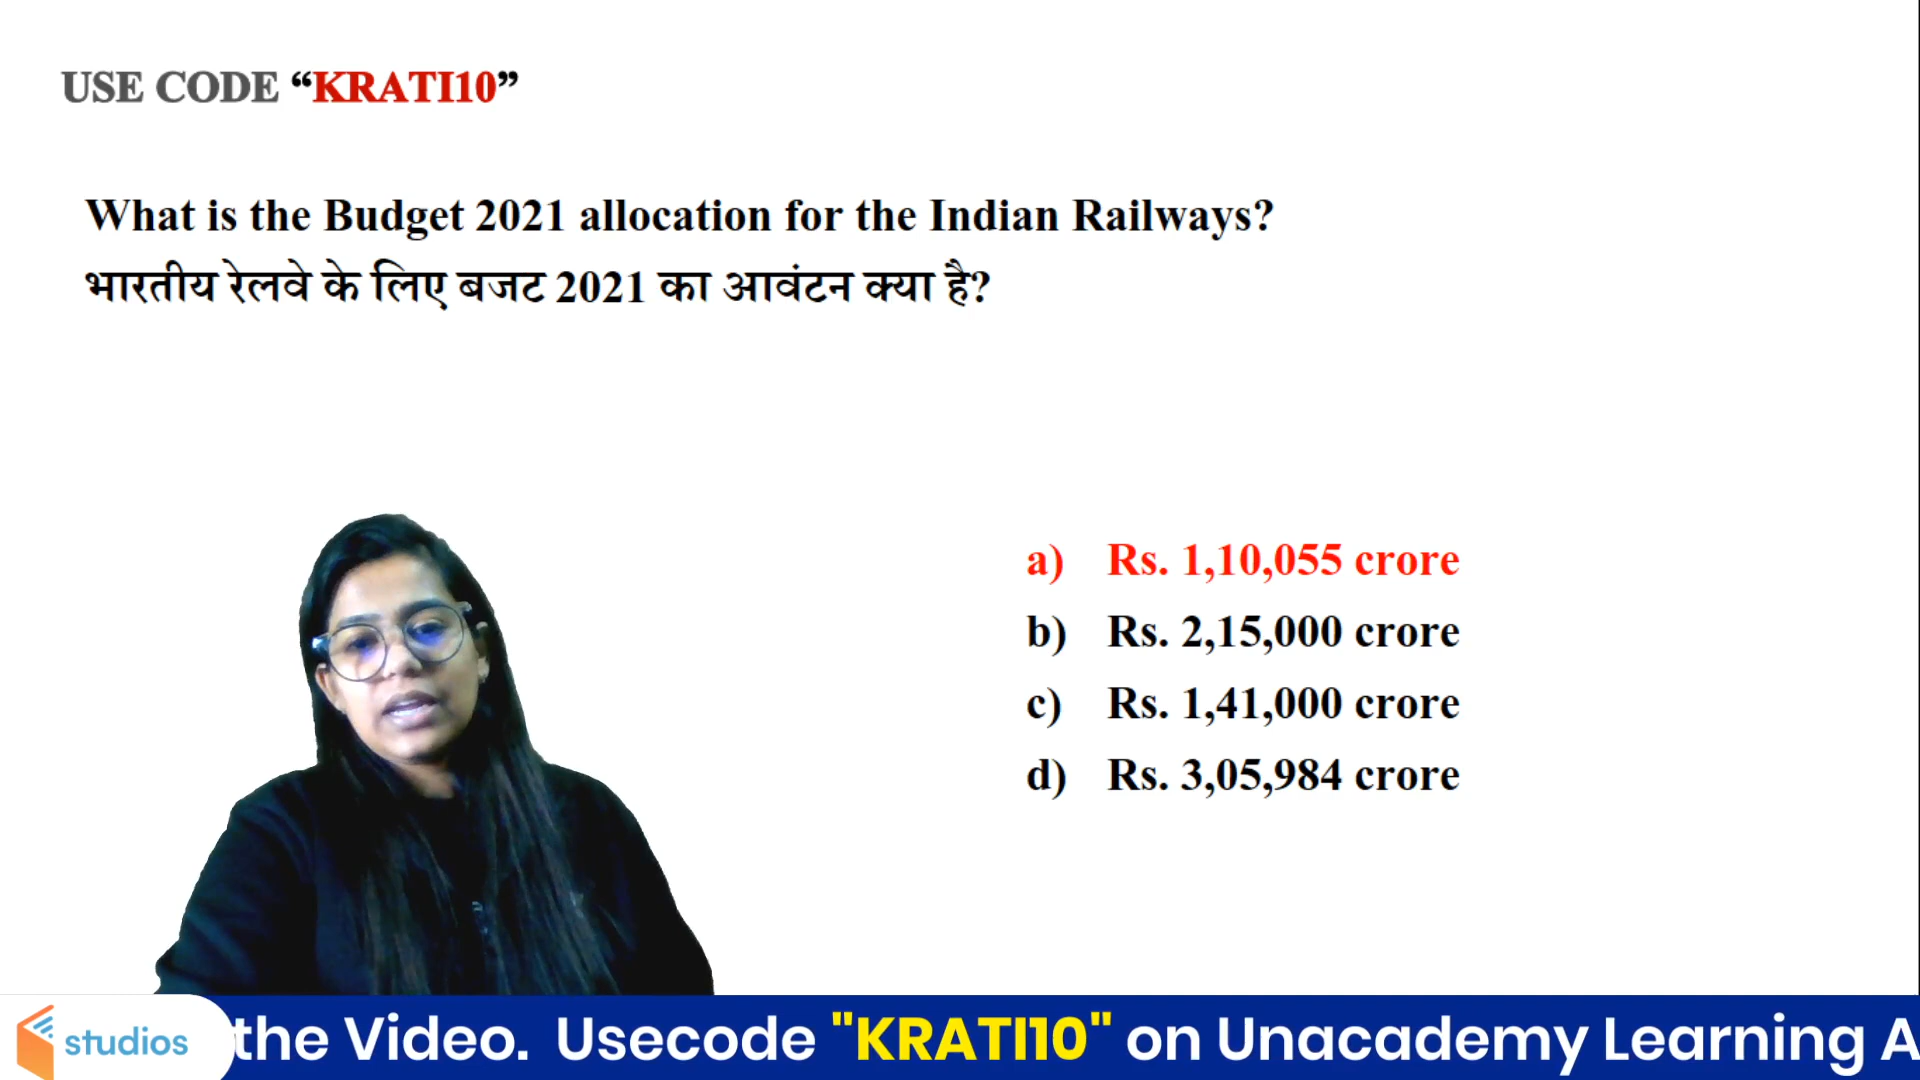 USE CODE “KRATI10”
What is the Budget 2021 allocation for the Indian Railways?
भारतीय रेलवे के लिए बजट 2021 का आवंटन क्या है?
a) Rs. 1,10,055 crore
b) Rs. 2,15,000 crore
c) Rs. 1,41,000 crore
d) Rs. 3,05,984 crore
studios
the Video. Usecode "KRATI10" on Unacademy Learning A